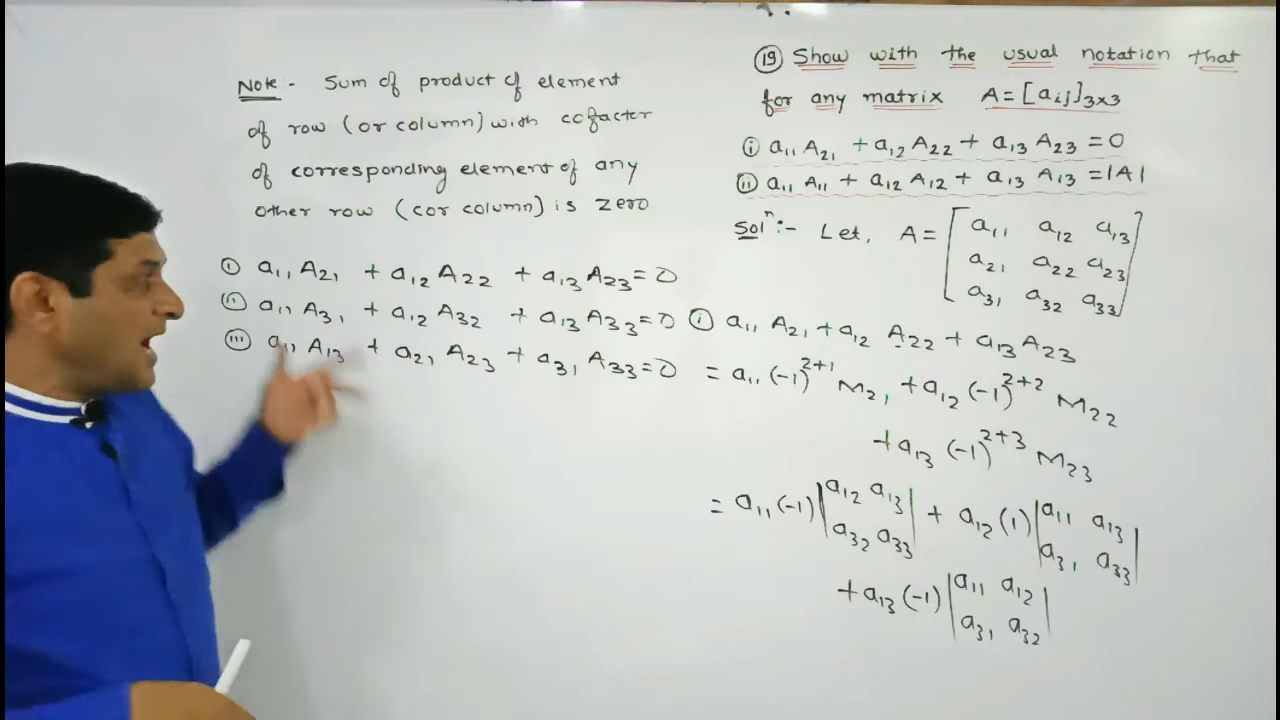 Note - Sum of product of element
of row (or column) with cofacter
of corresponding element of any
other row (cor column) is zero
(i) a₁₁ A₂₁ + a₁₂ A₂₂ + a₁₃ A₂₃ = 0
(ii) a₁₁ A₃₁ + a₁₂ A₃₂ + a₁₃ A₃₃ = 0
(iii) a₁₁ A₁₃ + a₂₁ A₂₃ + a₃₁ A₃₃ = 0
(19) Show with the usual notation that
for any matrix A = [aij]₃×₃
(i) a₁₁ A₂₁ + a₁₂ A₂₂ + a₁₃ A₂₃ = 0
(ii) a₁₁ A₁₁ + a₁₂ A₁₂ + a₁₃ A₁₃ = |A|
Solⁿ:- Let, A = [a₁₁ a₁₂ a₁₃
a₂₁ a₂₂ a₂₃
a₃₁ a₃₂ a₃₃]
(i) a₁₁ A₂₁ + a₁₂ A₂₂ + a₁₃ A₂₃
= a₁₁ (-1)²⁺¹ M₂₁ + a₁₂ (-1)²⁺² M₂₂
+ a₁₃ (-1)²⁺³ M₂₃
= a₁₁ (-1) |a₁₂ a₁₃ + a₁₂ (1) |a₁₁ a₁₃
a₃₂ a₃₃| a₃₁ a₃₃|
+ a₁₃ (-1) |a₁₁ a₁₂
a₃₁ a₃₂|